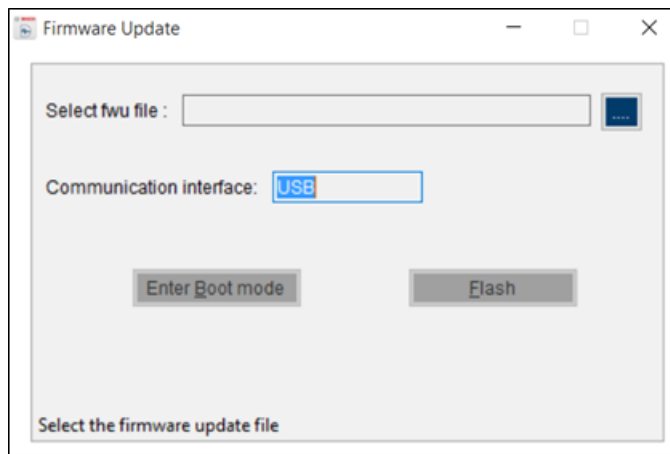 Firmware Update
Select fwu file :
....
Communication interface: USB
Enter Boot mode Flash
Select the firmware update file